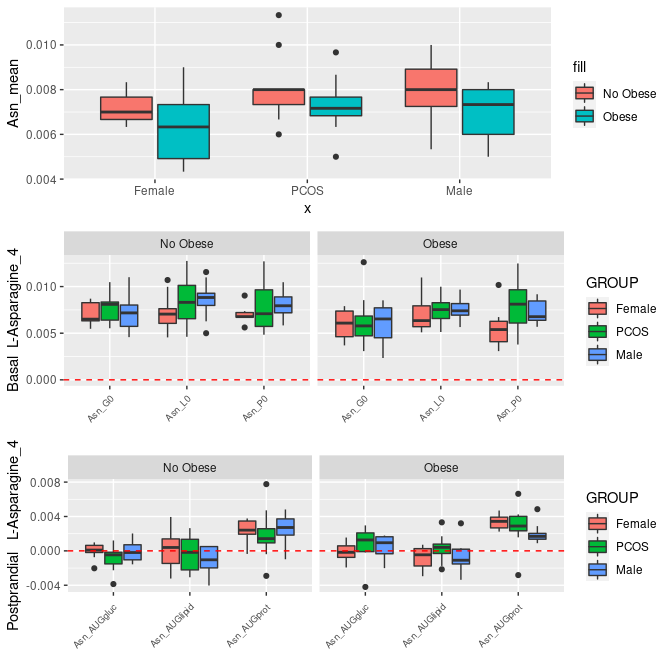 Asn_mean
0.010
0.008
0.006
0.004
Female PCOS Male
x
fill
No Obese
Obese
Basal L-Asparagine_4
No Obese Obese
0.010
0.005
0.000
Asn_G0 Asn_L0 Asn_P0 Asn_G0 Asn_L0 Asn_P0
GROUP
Female
PCOS
Male
Postprandial L-Asparagine_4
No Obese Obese
0.008
0.004
0.000
-0.004
Asn_AUGgluc Asn_AUGlipid Asn_AUGprot Asn_AUGgluc Asn_AUGlipid Asn_AUGprot
GROUP
Female
PCOS
Male